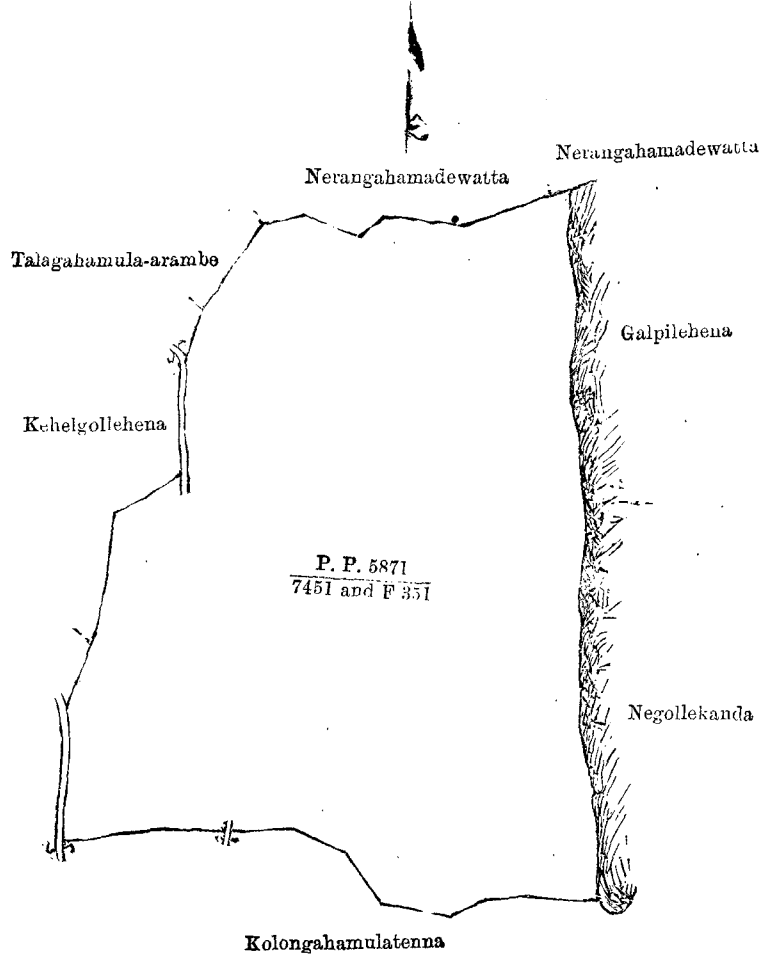 Nerangahamadewatta
Nerangahamadewatta
Talagahamula-arambe
Galpilehena
Kehelgollehena
P. P. 5871
7451 and F 351
Negollekanda
Kolongahamulatenna